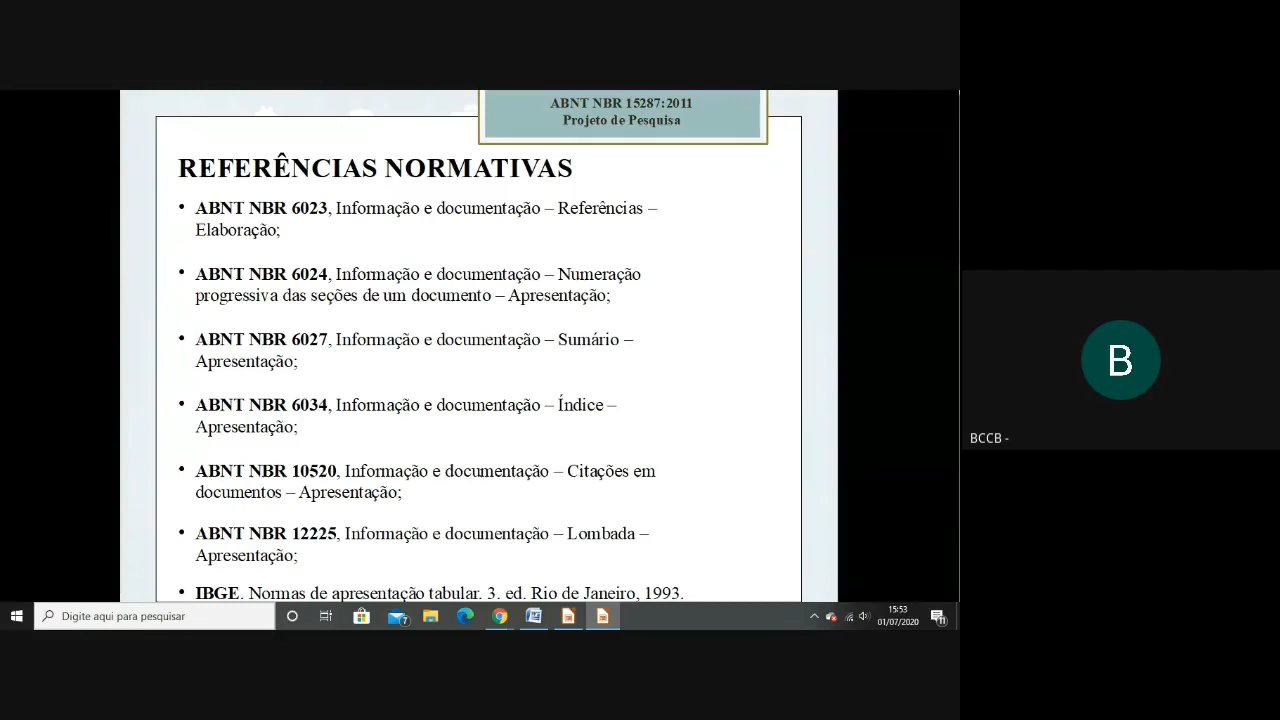 ABNT NBR 15287:2011
Projeto de Pesquisa
REFERÊNCIAS NORMATIVAS
• ABNT NBR 6023, Informação e documentação – Referências –
Elaboração;
• ABNT NBR 6024, Informação e documentação – Numeração
progressiva das seções de um documento – Apresentação;
• ABNT NBR 6027, Informação e documentação – Sumário –
Apresentação;
• ABNT NBR 6034, Informação e documentação – Índice –
Apresentação;
• ABNT NBR 10520, Informação e documentação – Citações em
documentos – Apresentação;
• ABNT NBR 12225, Informação e documentação – Lombada –
Apresentação;
• IBGE. Normas de apresentação tabular. 3. ed. Rio de Janeiro, 1993.
B
BCCB -
Digite aqui para pesquisar
7
15:53
01/07/2020
11